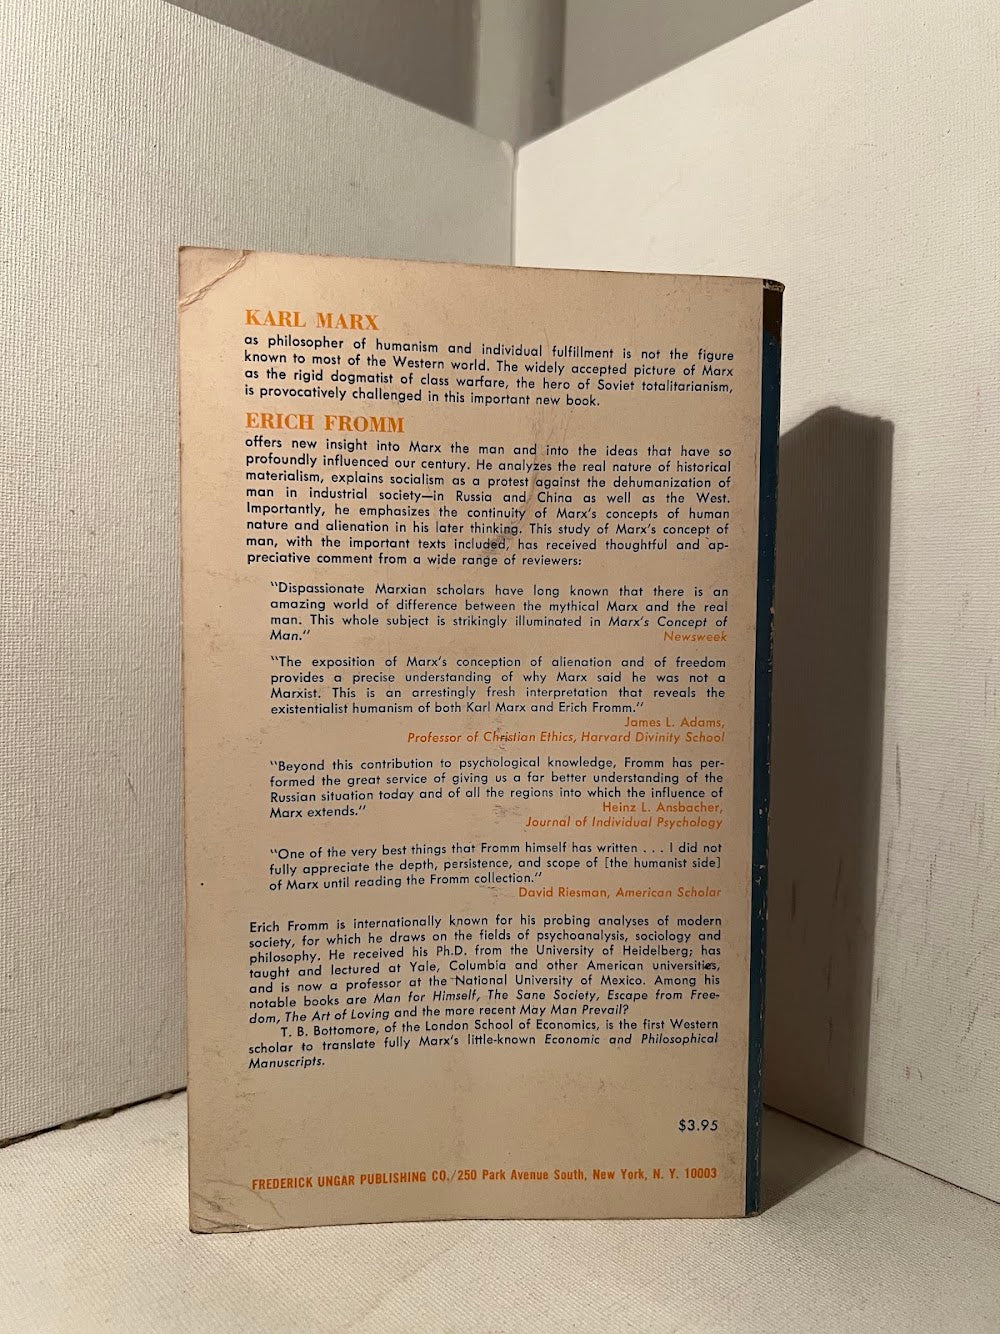 KARL MARX
as philosopher of humanism and individual fulfillment is not the figure
known to most of the Western world. The widely accepted picture of Marx
as the rigid dogmatist of class warfare, the hero of Soviet totalitarianism,
is provocatively challenged in this important new book.
ERICH FROMM
offers new insight into Marx the man and into the ideas that have so
profoundly influenced our century. He analyzes the real nature of historical
materialism, explains socialism as a protest against the dehumanization of
man in industrial society—in Russia and China as well as the West.
Importantly, he emphasizes the continuity of Marx's concepts of human
nature and alienation in his later thinking. This study of Marx's concept of
man, with the important texts included, has received thoughtful and ap-
preciative comment from a wide range of reviewers:
"Dispassionate Marxian scholars have long known that there is an
amazing world of difference between the mythical Marx and the real
man. This whole subject is strikingly illuminated in Marx's Concept of
Man." Newsweek
"The exposition of Marx's conception of alienation and of freedom
provides a precise understanding of why Marx said he was not a
Marxist. This is an arrestingly fresh interpretation that reveals the
existentialist humanism of both Karl Marx and Erich Fromm."
James L. Adams,
Professor of Christian Ethics, Harvard Divinity School
"Beyond this contribution to psychological knowledge, Fromm has per-
formed the great service of giving us a far better understanding of the
Russian situation today and of all the regions into which the influence of
Marx extends." Heinz L. Ansbacher,
Journal of Individual Psychology
"One of the very best things that Fromm himself has written . . . I did not
fully appreciate the depth, persistence, and scope of [the humanist side]
of Marx until reading the Fromm collection."
David Riesman, American Scholar
Erich Fromm is internationally known for his probing analyses of modern
society, for which he draws on the fields of psychoanalysis, sociology and
philosophy. He received his Ph.D. from the University of Heidelberg; has
taught and lectured at Yale, Columbia and other American universities,
and is now a professor at the National University of Mexico. Among his
notable books are Man for Himself, The Sane Society, Escape from Free-
dom, The Art of Loving and the more recent May Man Prevail?
T. B. Bottomore, of the London School of Economics, is the first Western
scholar to translate fully Marx's little-known Economic and Philosophical
Manuscripts.
$3.95
FREDERICK UNGAR PUBLISHING CO./250 Park Avenue South, New York, N. Y. 10003